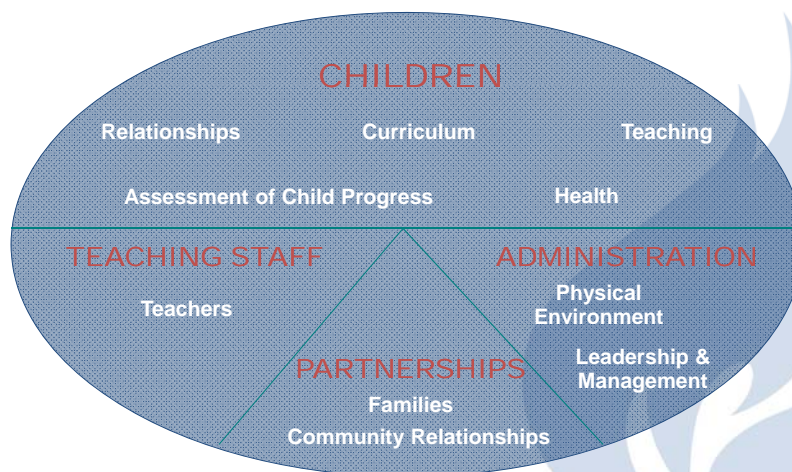 CHILDREN
Relationships Curriculum Teaching
Assessment of Child Progress Health
TEACHING STAFF
Teachers
ADMINISTRATION
Physical
Environment
Leadership &
Management
PARTNERSHIPS
Families
Community Relationships